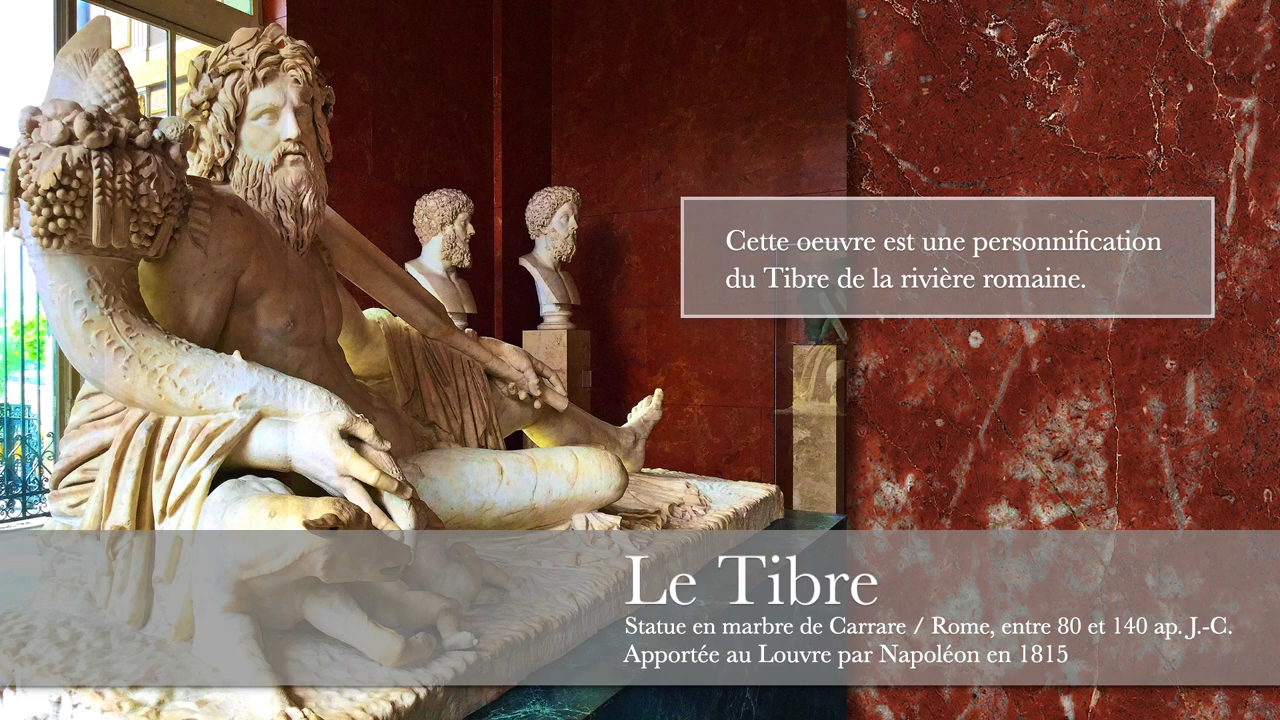 Cette oeuvre est une personnification
du Tibre de la rivière romaine.
Le Tibre
Statue en marbre de Carrare / Rome, entre 80 et 140 ap. J.-C.
Apportée au Louvre par Napoléon en 1815